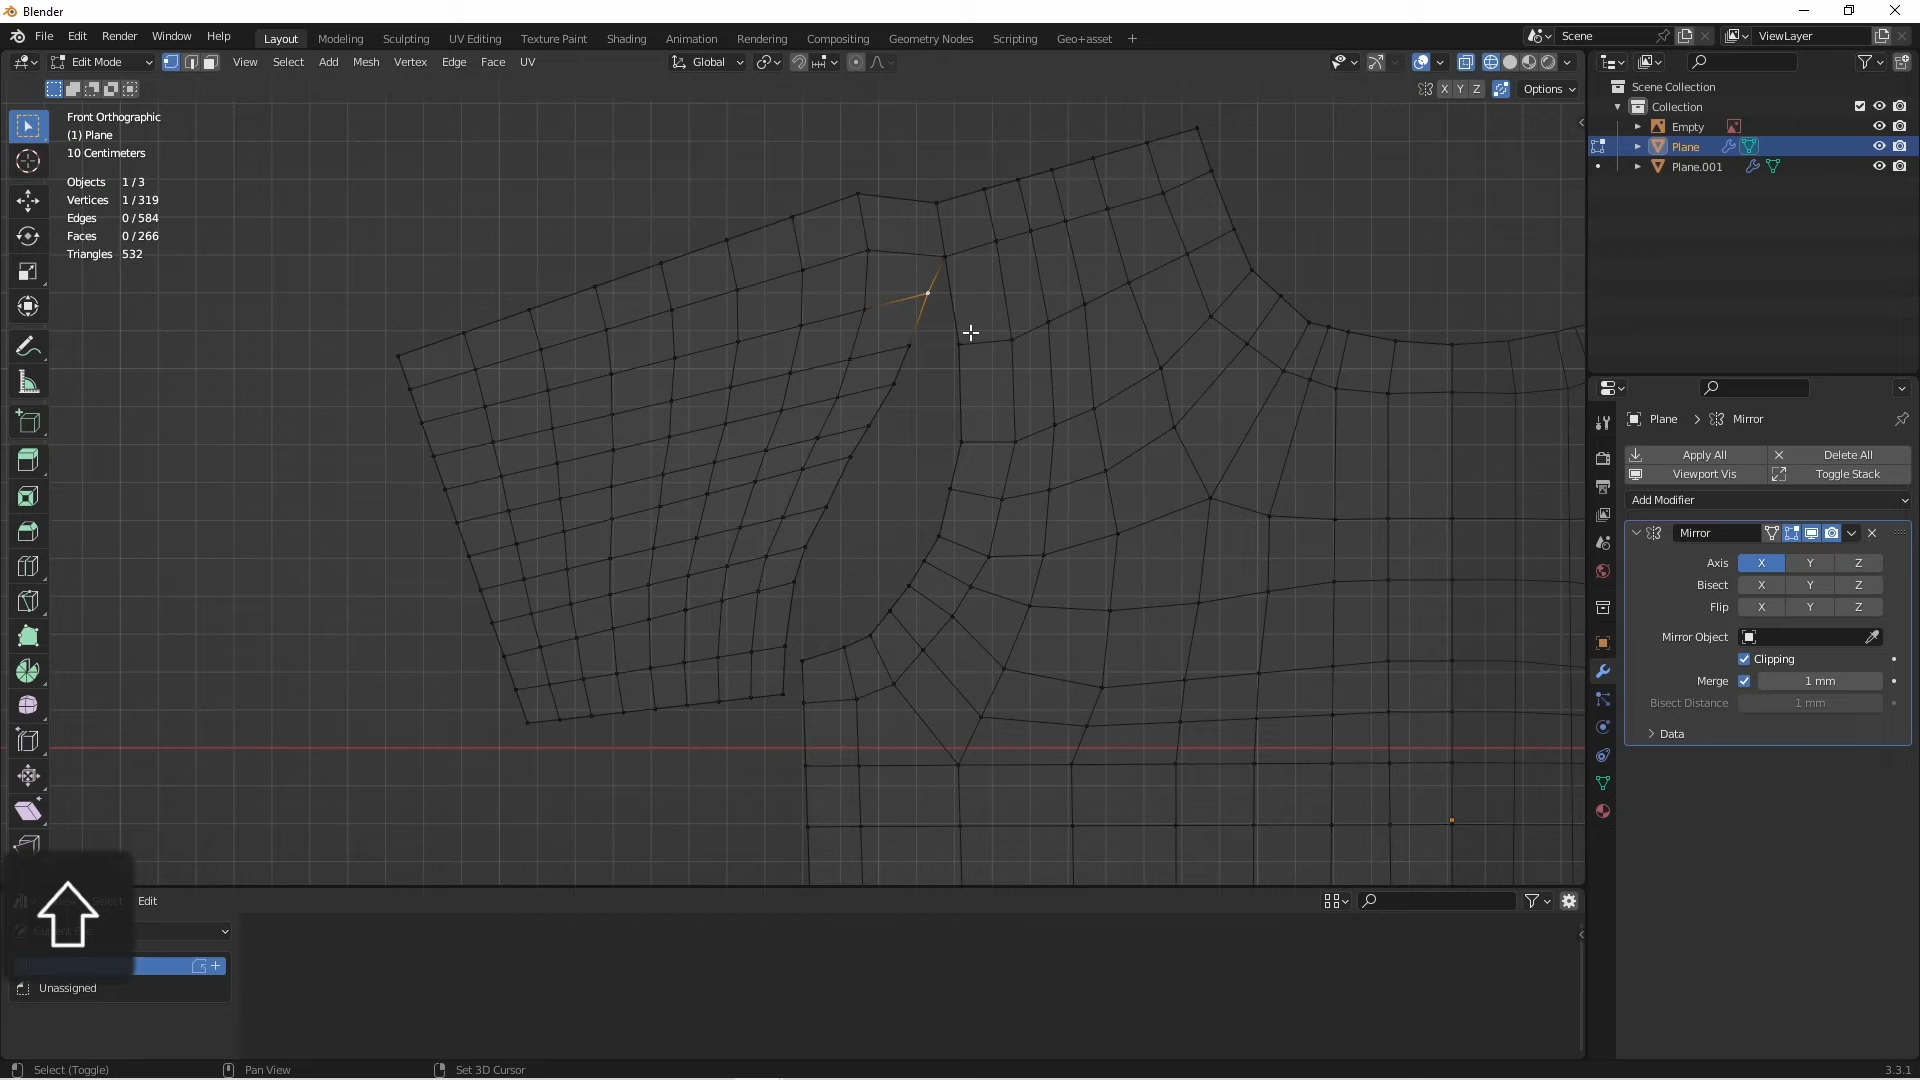 Blender
File Edit Render Window Help Layout Modeling Sculpting UV Editing Texture Paint Shading Animation Rendering Compositing Geometry Nodes Scripting Geo+asset + Scene ViewLayer
Edit Mode View Select Add Mesh Vertex Edge Face UV Global
X Y Z Options
Front Orthographic
(1) Plane
10 Centimeters
Objects 1/3
Vertices 1/319
Edges 0/584
Faces 0/266
Triangles 532
Scene Collection
Collection
Empty
Plane
Plane.001
Plane > Mirror
Apply All Delete All
Viewport Vis Toggle Stack
Add Modifier
Mirror
Axis X Y Z
Bisect X Y Z
Flip X Y Z
Mirror Object
Clipping
Merge 1 mm
Bisect Distance 1 mm
Data
Select Edit
Current File
Unassigned
Select (Toggle) Pan View Set 3D Cursor 3.3.1